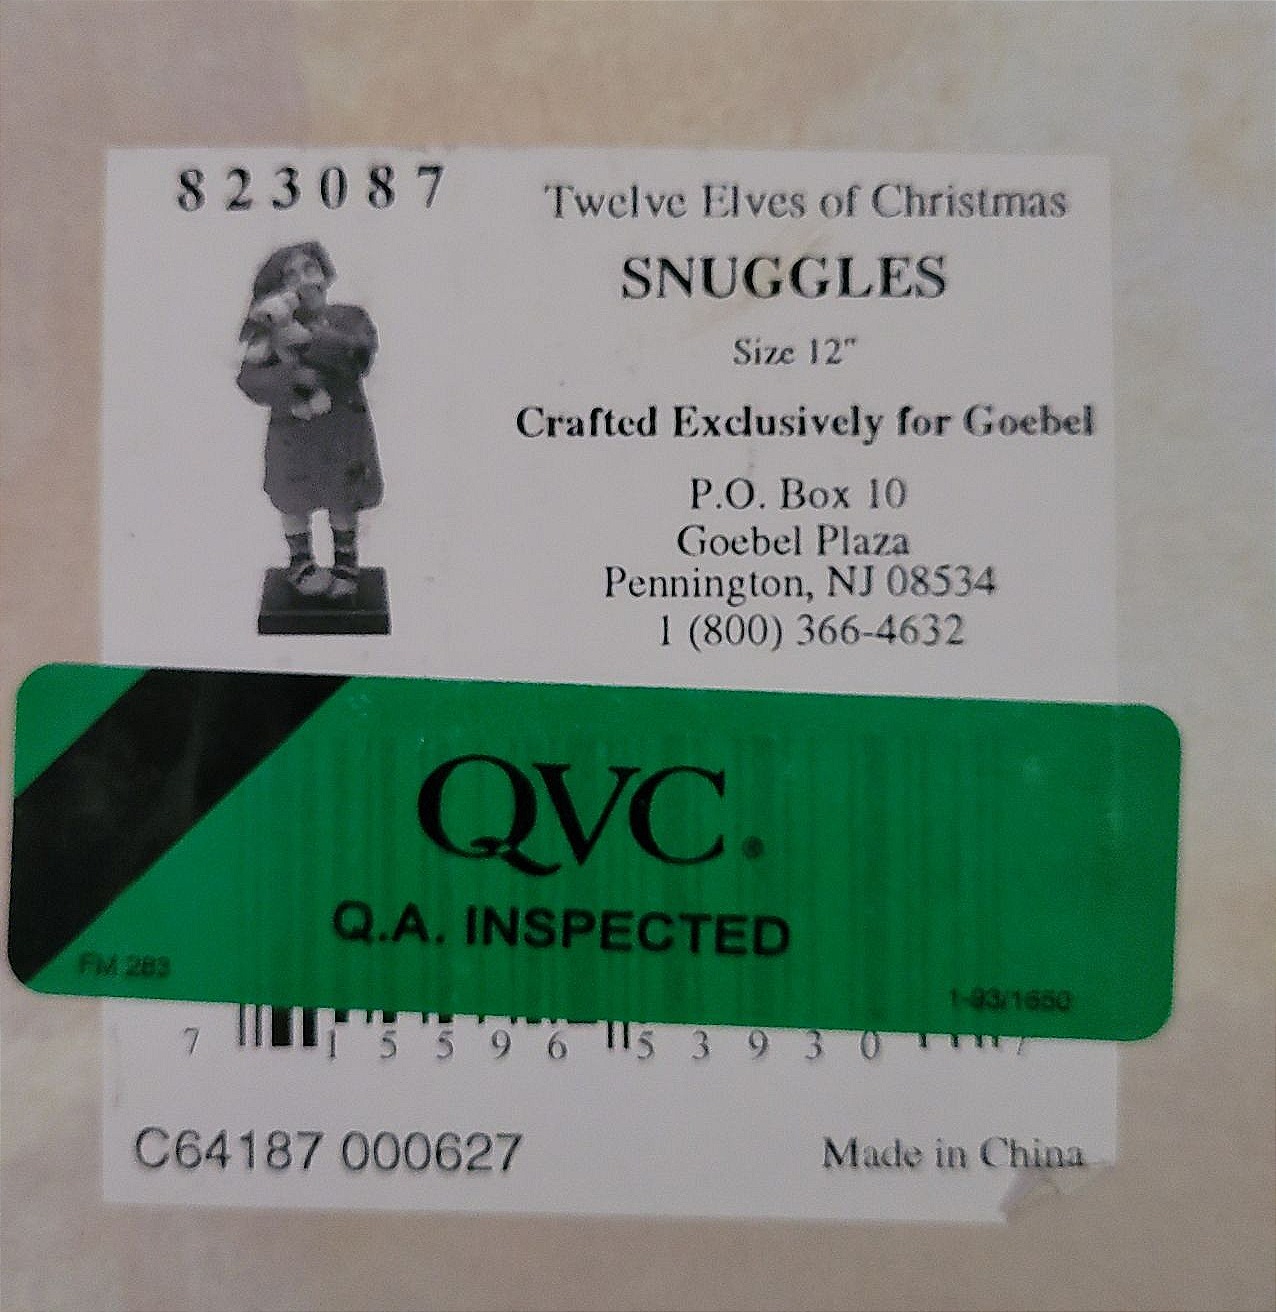 823087
Twelve Elves of Christmas
SNUGGLES
Size 12"
Crafted Exclusively for Goebel
P.O. Box 10
Goebel Plaza
Pennington, NJ 08534
1 (800) 366-4632
QVC.
Q.A. INSPECTED
FM 283
1-93/1650
7 15596 53930 7
C64187 000627
Made in China